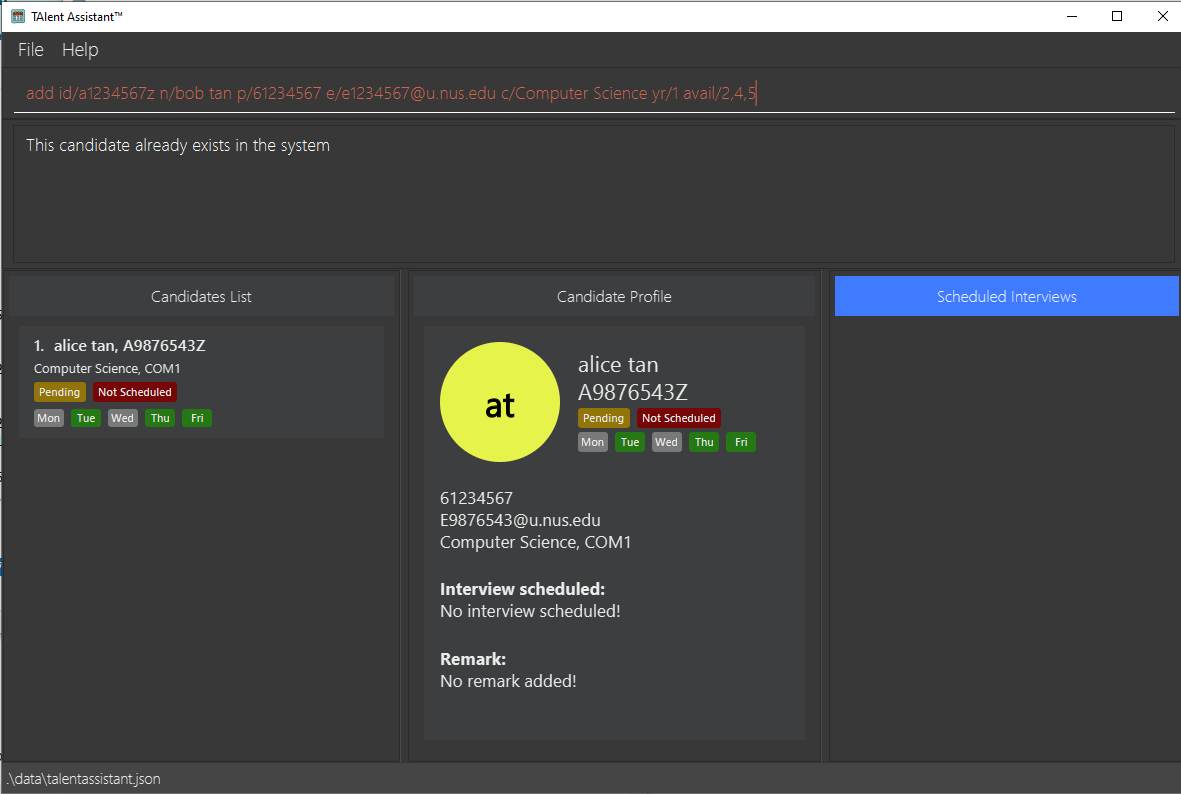 TAlent Assistant™
File Help
add id/a1234567z n/bob tan p/61234567 e/e1234567@u.nus.edu c/Computer Science yr/1 avail/2,4,5
This candidate already exists in the system
Candidates List
1. alice tan, A9876543Z
Computer Science, COM1
Pending Not Scheduled
Mon Tue Wed Thu Fri
Candidate Profile
at
alice tan
A9876543Z
Pending Not Scheduled
Mon Tue Wed Thu Fri
61234567
E9876543@u.nus.edu
Computer Science, COM1
Interview scheduled:
No interview scheduled!
Remark:
No remark added!
Scheduled Interviews
.\data\talentassistant.json